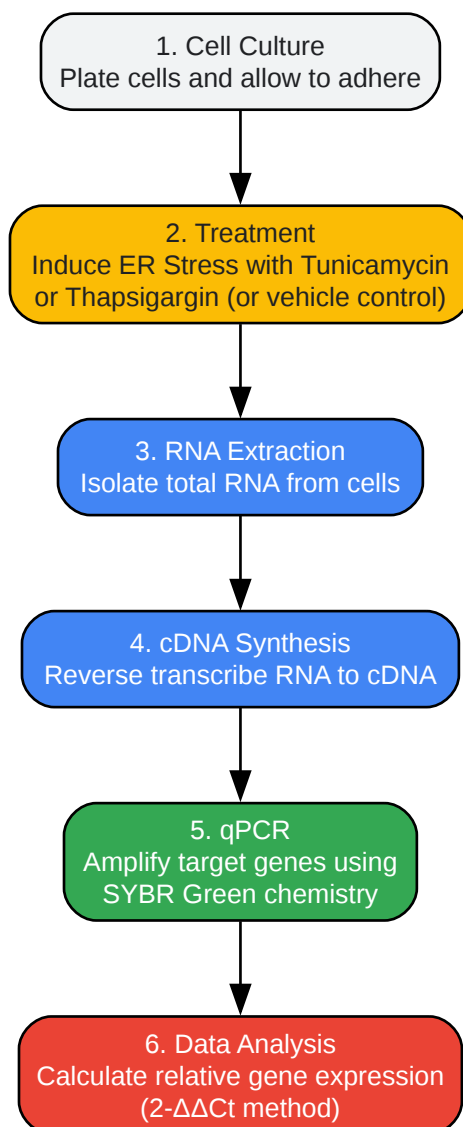 1. Cell Culture
Plate cells and allow to adhere
2. Treatment
Induce ER Stress with Tunicamycin
or Thapsigargin (or vehicle control)
3. RNA Extraction
Isolate total RNA from cells
4. cDNA Synthesis
Reverse transcribe RNA to cDNA
5. qPCR
Amplify target genes using
SYBR Green chemistry
6. Data Analysis
Calculate relative gene expression
(2-ΔΔCt method)